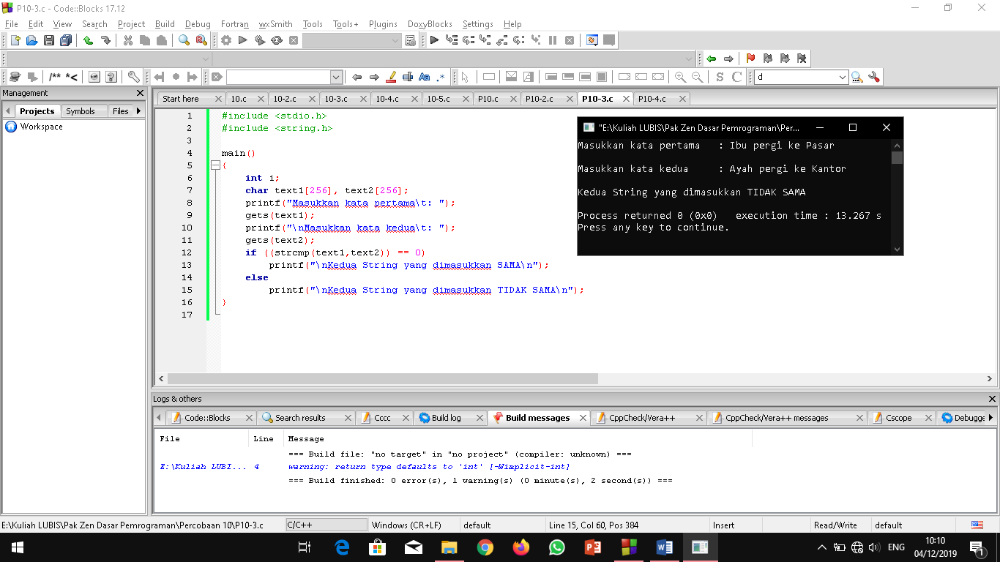 P10-3.c - Code::Blocks 17.12
File Edit View Search Project Build Debug Fortran wxSmith Tools Tools+ Plugins DoxyBlocks Settings Help
/** *< Aa .* S C d
Management
Projects Symbols Files
Workspace
Start here 10.c 10-2.c 10-3.c 10-4.c 10-5.c P10.c P10-2.c P10-3.c P10-4.c
1 #include <stdio.h>
2 #include <string.h>
3
4 main()
5 {
6 int i;
7 char text1[256], text2[256];
8 printf("Masukkan kata pertama\t: ");
9 gets(text1);
10 printf("\nMasukkan kata kedua\t: ");
11 gets(text2);
12 if ((strcmp(text1,text2)) == 0)
13 printf("\nKedua String yang dimasukkan SAMA\n");
14 else
15 printf("\nKedua String yang dimasukkan TIDAK SAMA\n");
16 }
17
"E:\Kuliah LUBIS\Pak Zen Dasar Pemrograman\Per...
Masukkan kata pertama : Ibu pergi ke Pasar
Masukkan kata kedua : Ayah pergi ke Kantor
Kedua String yang dimasukkan TIDAK SAMA
Process returned 0 (0x0) execution time : 13.267 s
Press any key to continue.
Logs & others
Code::Blocks Search results Cccc Build log Build messages CppCheck/Vera++ CppCheck/Vera++ messages Cscope Debugge
File Line Message
=== Build file: "no target" in "no project" (compiler: unknown) ===
E:\Kuliah LUBI... 4 warning: return type defaults to 'int' [-Wimplicit-int]
=== Build finished: 0 error(s), 1 warning(s) (0 minute(s), 2 second(s)) ===
E:\Kuliah LUBIS\Pak Zen Dasar Pemrograman\Percobaan 10\P10-3.c C/C++ Windows (CR+LF) default Line 15, Col 60, Pos 384 Insert Read/Write default
ENG
10:10
04/12/2019
1